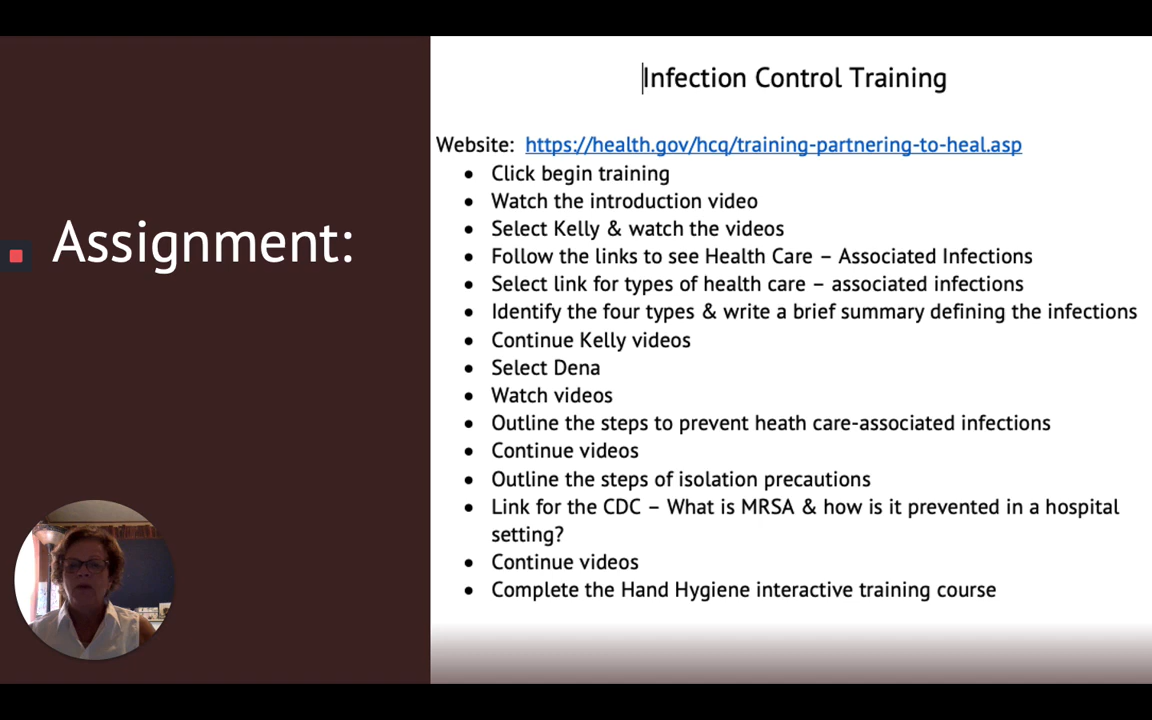 Assignment:
Infection Control Training
Website: https://health.gov/hcq/training-partnering-to-heal.asp
• Click begin training
• Watch the introduction video
• Select Kelly & watch the videos
• Follow the links to see Health Care – Associated Infections
• Select link for types of health care – associated infections
• Identify the four types & write a brief summary defining the infections
• Continue Kelly videos
• Select Dena
• Watch videos
• Outline the steps to prevent heath care-associated infections
• Continue videos
• Outline the steps of isolation precautions
• Link for the CDC – What is MRSA & how is it prevented in a hospital
setting?
• Continue videos
• Complete the Hand Hygiene interactive training course